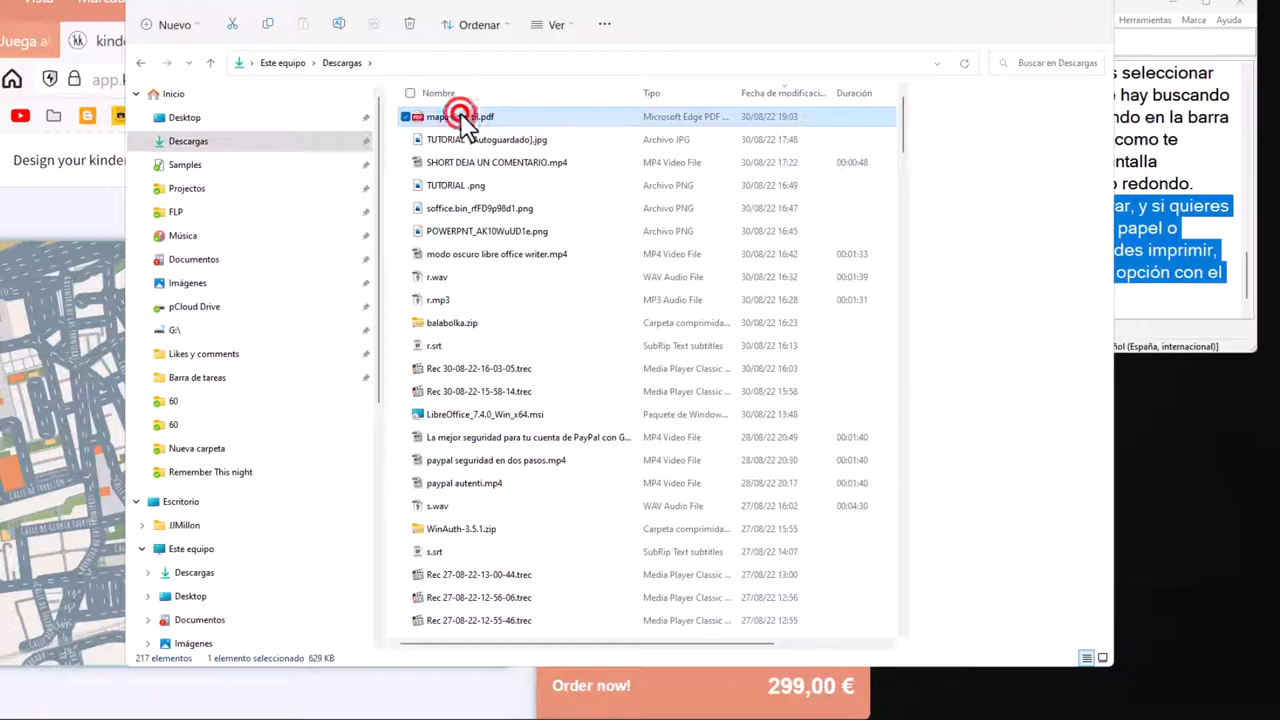 Vista
Marcad
Herramientas Marca Ayuda
Juega a
kk kinde
app.k
Design your kinder
Nuevo
Ordenar
Ver
Este equipo > Descargas >
Buscar en Descargas
Inicio
Desktop
Descargas
Samples
Projectos
FLP
Música
Documentos
Imágenes
pCloud Drive
G:\
Likes y comments
Barra de tareas
60
60
Nueva carpeta
Remember This night
Escritorio
JJMillon
Este equipo
Descargas
Desktop
Documentos
Imágenes
Nombre Tipo Fecha de modificaci... Duración
.pdf Microsoft Edge PDF ... 30/08/22 19:03
Autoguardado].jpg Archivo JPG 30/08/22 17:48
SHORT DEJA UN COMENTARIO.mp4 MP4 Video File 30/08/22 17:22 00:00:48
TUTORIAL .png Archivo PNG 30/08/22 16:49
soffice.bin_rfFD9p98d1.png Archivo PNG 30/08/22 16:47
POWERPNT_AK10WuUD1e.png Archivo PNG 30/08/22 16:45
modo oscuro libre office writer.mp4 MP4 Video File 30/08/22 16:42 00:01:33
r.wav WAV Audio File 30/08/22 16:32 00:01:39
r.mp3 MP3 Audio File 30/08/22 16:28 00:01:31
balabolka.zip Carpeta comprimida... 30/08/22 16:23
r.srt SubRip Text subtitles 30/08/22 16:13
Rec 30-08-22-16-03-05.trec Media Player Classic ... 30/08/22 16:03
Rec 30-08-22-15-58-14.trec Media Player Classic ... 30/08/22 15:58
LibreOffice_7.4.0_Win_x64.msi Paquete de Window... 30/08/22 13:48
La mejor seguridad para tu cuenta de PayPal con G... MP4 Video File 28/08/22 20:49 00:01:40
paypal seguridad en dos pasos.mp4 MP4 Video File 28/08/22 20:30 00:01:40
paypal autenti.mp4 MP4 Video File 28/08/22 20:17 00:01:40
s.wav WAV Audio File 27/08/22 16:02 00:04:30
WinAuth-3.5.1.zip Carpeta comprimida... 27/08/22 15:55
s.srt SubRip Text subtitles 27/08/22 14:07
Rec 27-08-22-13-00-44.trec Media Player Classic ... 27/08/22 13:00
Rec 27-08-22-12-56-06.trec Media Player Classic ... 27/08/22 12:56
Rec 27-08-22-12-55-46.trec Media Player Classic ... 27/08/22 12:55
217 elementos 1 elemento seleccionado 629 KB
s seleccionar
e hay buscando
ndo en la barra
como te
ntalla
o redondo.
ar, y si quieres
papel o
des imprimir,
opción con el
ñol (España, internacional)]
Order now! 299,00 €